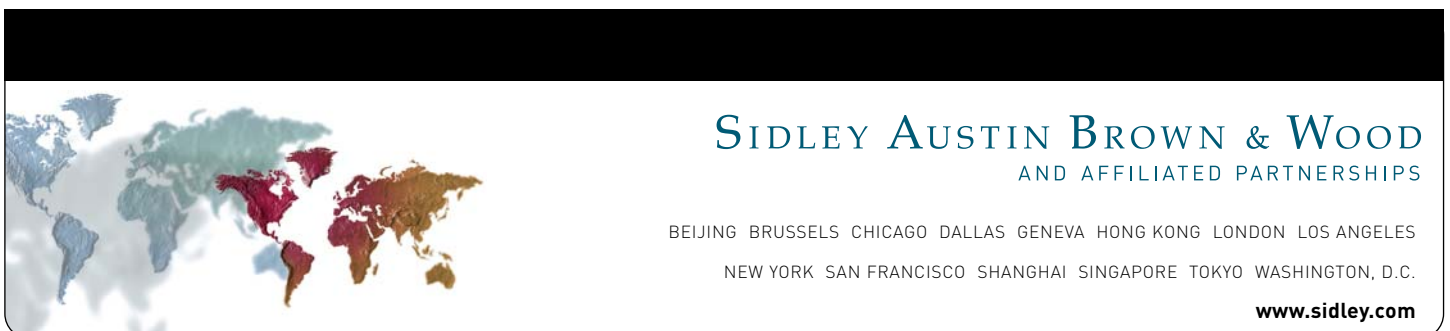 SIDLEY AUSTIN BROWN & WOOD
AND AFFILIATED PARTNERSHIPS
BEIJING BRUSSELS CHICAGO DALLAS GENEVA HONG KONG LONDON LOS ANGELES
NEW YORK SAN FRANCISCO SHANGHAI SINGAPORE TOKYO WASHINGTON, D.C.
www.sidley.com